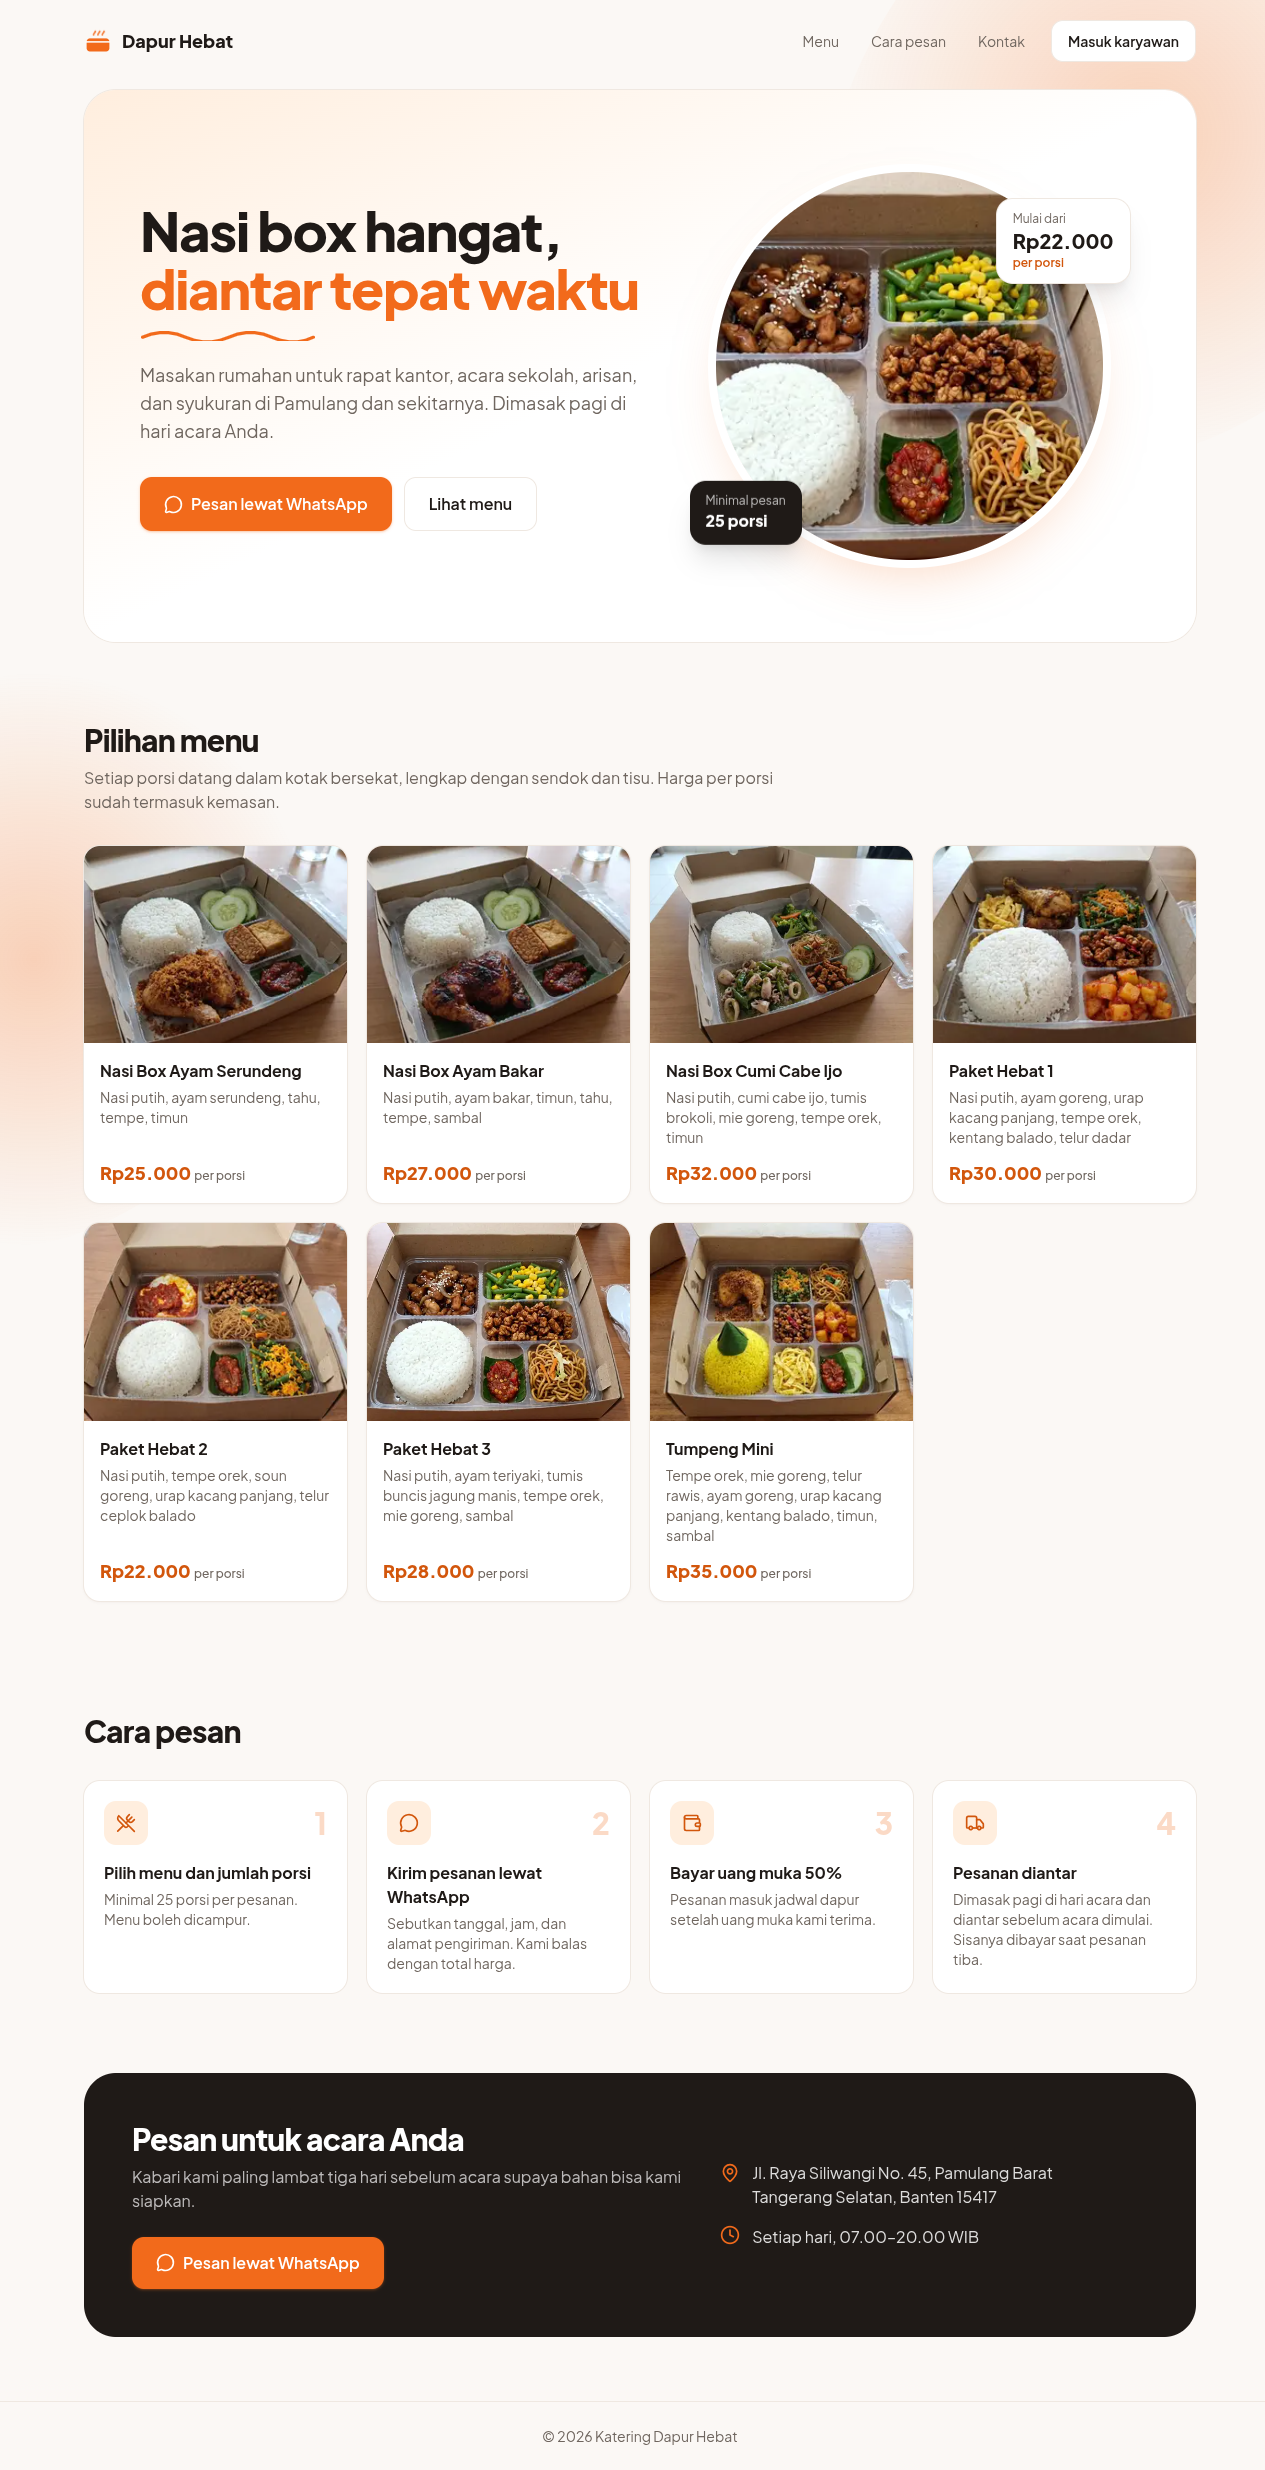 Dapur Hebat
Menu
Cara pesan
Kontak
Masuk karyawan
Nasi box hangat,
diantar tepat waktu
Masakan rumahan untuk rapat kantor, acara sekolah, arisan,
dan syukuran di Pamulang dan sekitarnya. Dimasak pagi di
hari acara Anda.
Pesan lewat WhatsApp
Lihat menu
Mulai dari
Rp22.000
per porsi
Minimal pesan
25 porsi
Pilihan menu
Setiap porsi datang dalam kotak bersekat, lengkap dengan sendok dan tisu. Harga per porsi
sudah termasuk kemasan.
Nasi Box Ayam Serundeng
Nasi putih, ayam serundeng, tahu,
tempe, timun
Rp25.000 per porsi
Nasi Box Ayam Bakar
Nasi putih, ayam bakar, timun, tahu,
tempe, sambal
Rp27.000 per porsi
Nasi Box Cumi Cabe Ijo
Nasi putih, cumi cabe ijo, tumis
brokoli, mie goreng, tempe orek,
timun
Rp32.000 per porsi
Paket Hebat 1
Nasi putih, ayam goreng, urap
kacang panjang, tempe orek,
kentang balado, telur dadar
Rp30.000 per porsi
Paket Hebat 2
Nasi putih, tempe orek, soun
goreng, urap kacang panjang, telur
ceplok balado
Rp22.000 per porsi
Paket Hebat 3
Nasi putih, ayam teriyaki, tumis
buncis jagung manis, tempe orek,
mie goreng, sambal
Rp28.000 per porsi
Tumpeng Mini
Tempe orek, mie goreng, telur
rawis, ayam goreng, urap kacang
panjang, kentang balado, timun,
sambal
Rp35.000 per porsi
Cara pesan
1
Pilih menu dan jumlah porsi
Minimal 25 porsi per pesanan.
Menu boleh dicampur.
2
Kirim pesanan lewat
WhatsApp
Sebutkan tanggal, jam, dan
alamat pengiriman. Kami balas
dengan total harga.
3
Bayar uang muka 50%
Pesanan masuk jadwal dapur
setelah uang muka kami terima.
4
Pesanan diantar
Dimasak pagi di hari acara dan
diantar sebelum acara dimulai.
Sisanya dibayar saat pesanan
tiba.
Pesan untuk acara Anda
Kabari kami paling lambat tiga hari sebelum acara supaya bahan bisa kami
siapkan.
Pesan lewat WhatsApp
Jl. Raya Siliwangi No. 45, Pamulang Barat
Tangerang Selatan, Banten 15417
Setiap hari, 07.00–20.00 WIB
© 2026 Katering Dapur Hebat